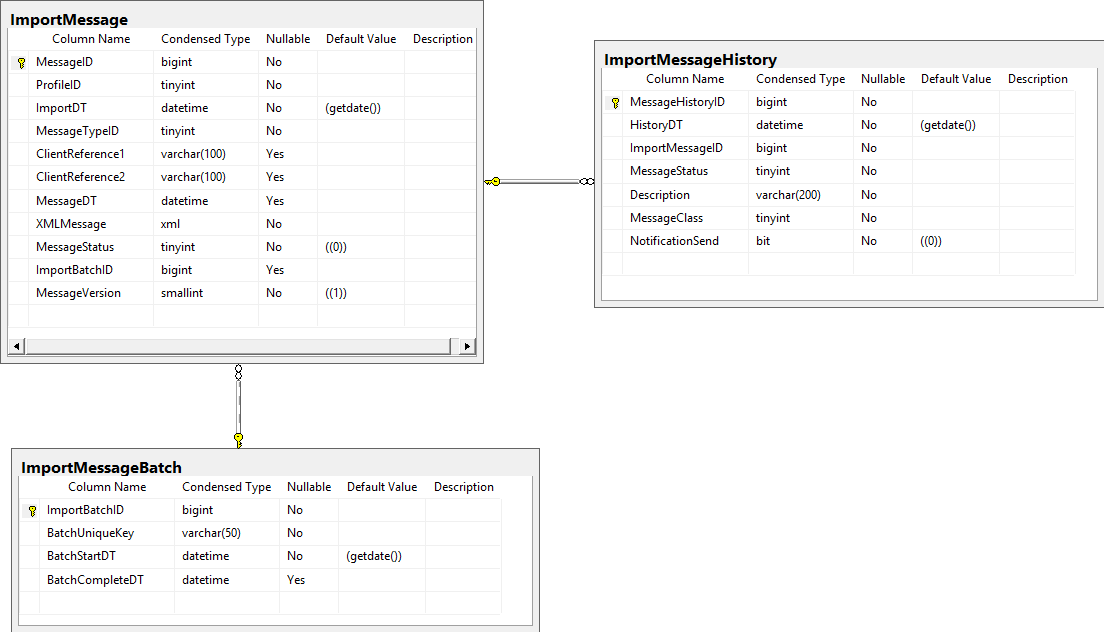 ImportMessage
Column Name Condensed Type Nullable Default Value Description
MessageID bigint No
ProfileID tinyint No
ImportDT datetime No (getdate())
MessageTypeID tinyint No
ClientReference1 varchar(100) Yes
ClientReference2 varchar(100) Yes
MessageDT datetime Yes
XMLMessage xml No
MessageStatus tinyint No ((0))
ImportBatchID bigint Yes
MessageVersion smallint No ((1))
ImportMessageHistory
Column Name Condensed Type Nullable Default Value Description
MessageHistoryID bigint No
HistoryDT datetime No (getdate())
ImportMessageID bigint No
MessageStatus tinyint No
Description varchar(200) No
MessageClass tinyint No
NotificationSend bit No ((0))
ImportMessageBatch
Column Name Condensed Type Nullable Default Value Description
ImportBatchID bigint No
BatchUniqueKey varchar(50) No
BatchStartDT datetime No (getdate())
BatchCompleteDT datetime Yes